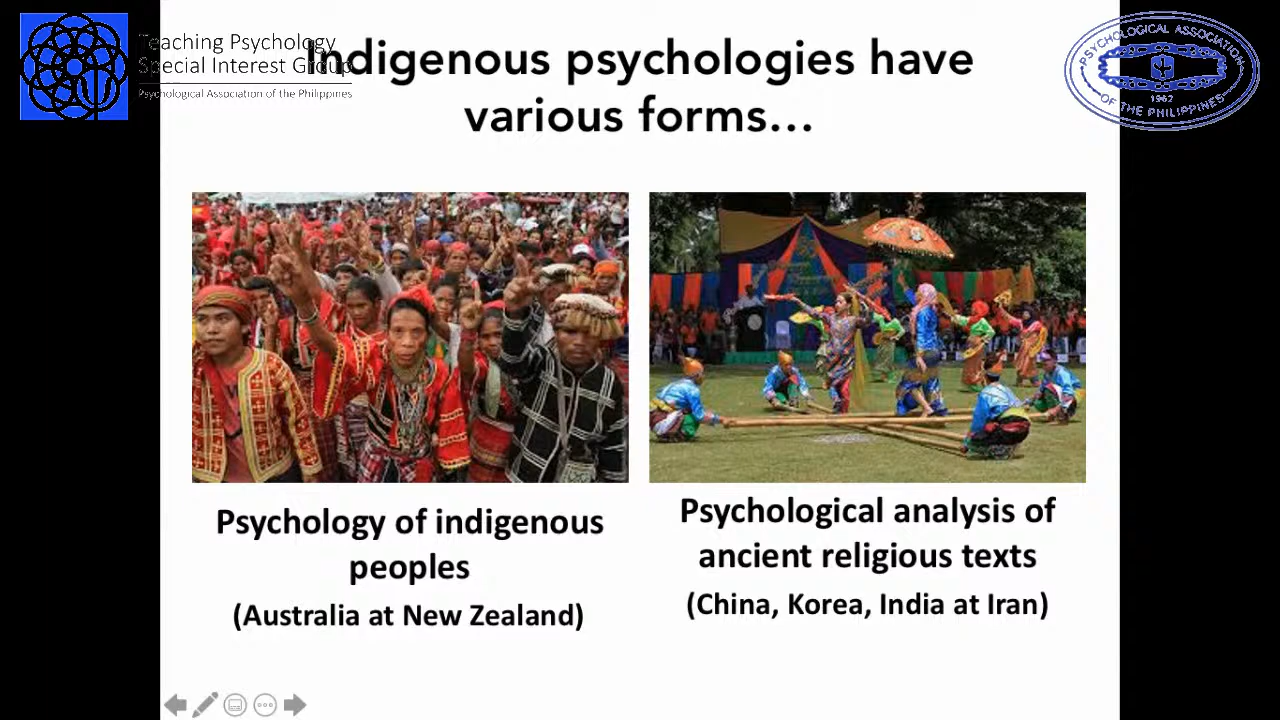 Teaching Psychology
Special Interest Group
Psychological Association of the Philippines
Indigenous psychologies have
various forms…
PSYCHOLOGICAL ASSOCIATION
1962
OF THE PHILIPPINES
Psychology of indigenous
peoples
(Australia at New Zealand)
Psychological analysis of
ancient religious texts
(China, Korea, India at Iran)